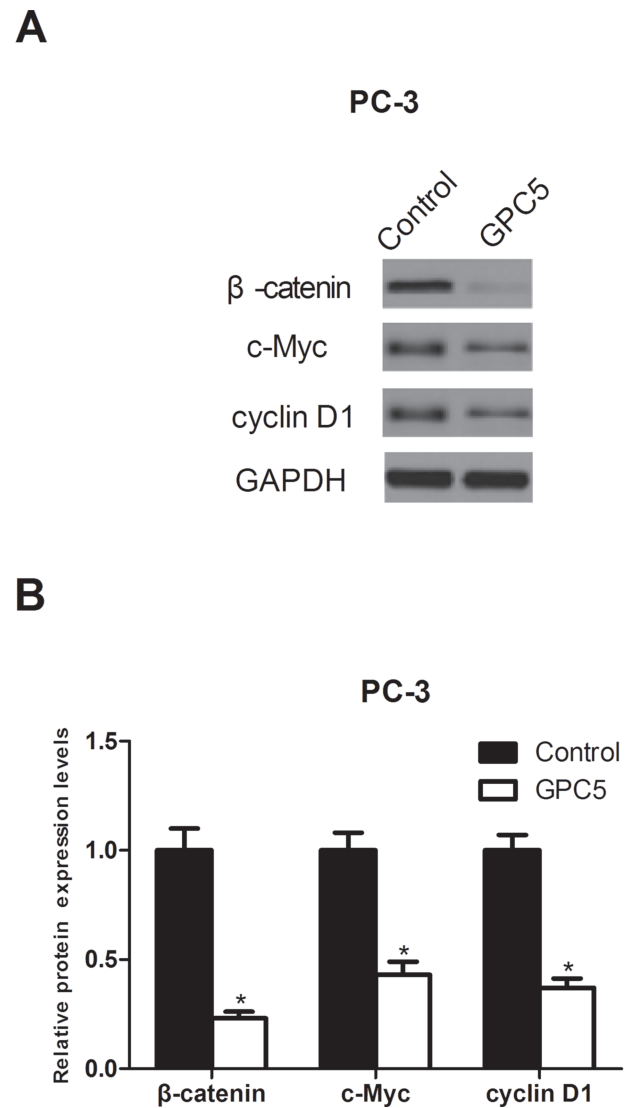 A
PC-3
Control GPC5
β -catenin
c-Myc
cyclin D1
GAPDH
B
PC-3
Relative protein expression levels
1.5
1.0
0.5
0.0
Control
GPC5
*
*
*
β-catenin c-Myc cyclin D1